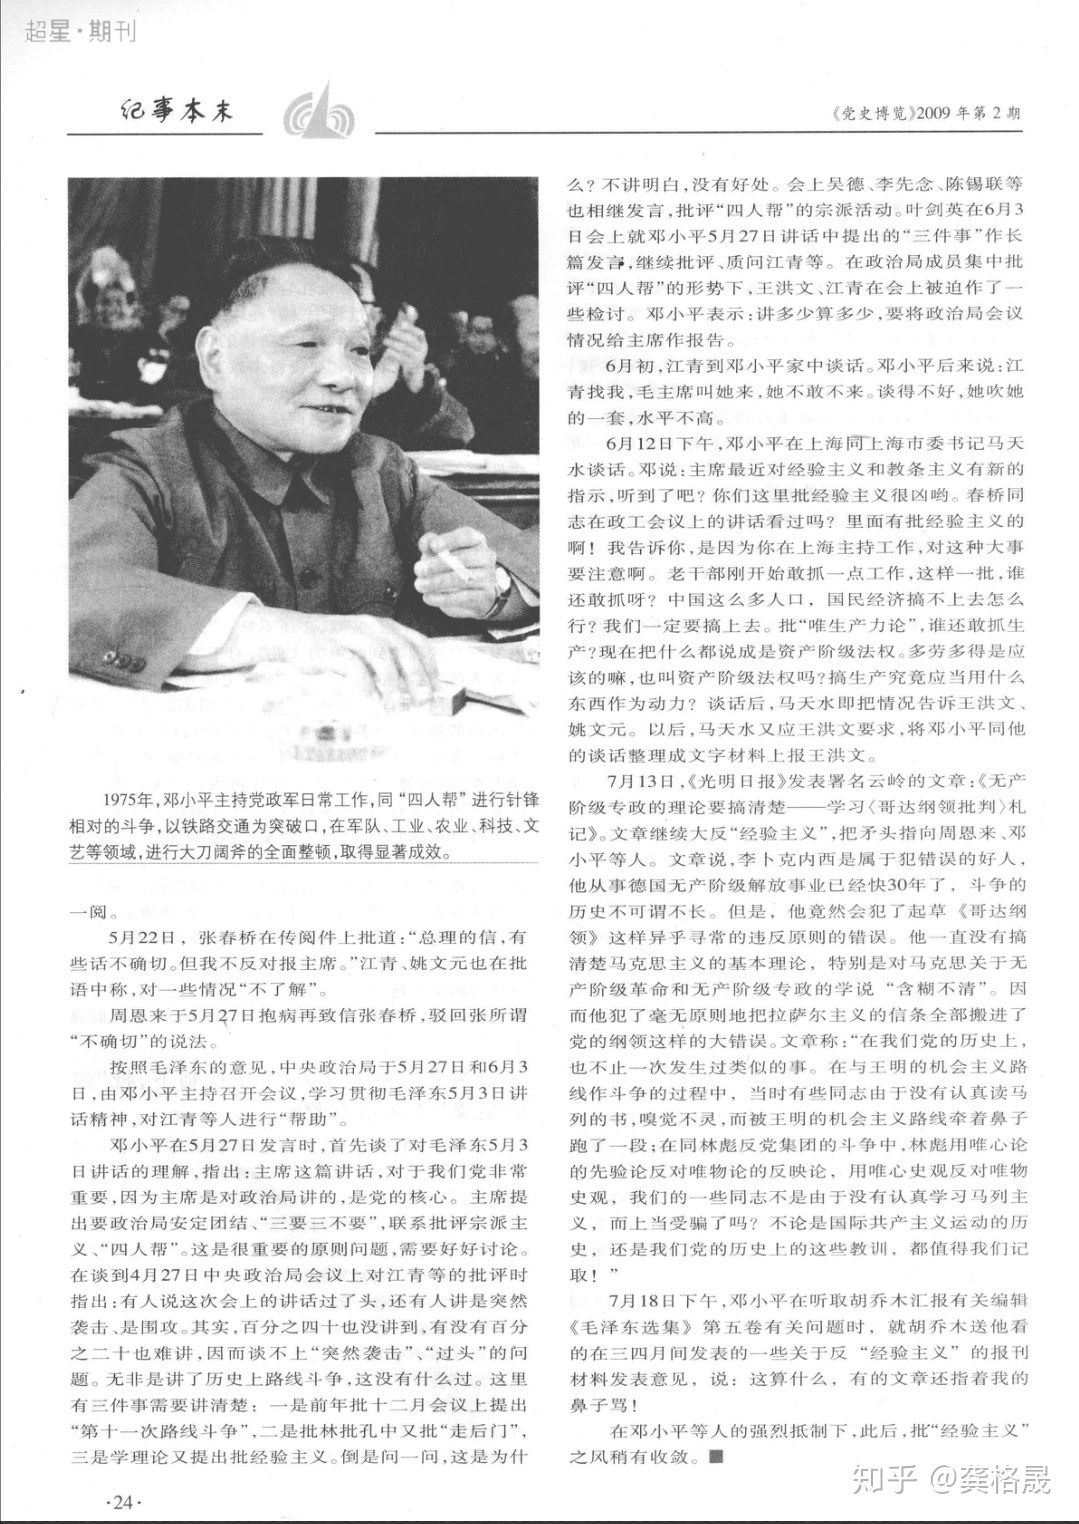 超星·期刊
纪事本末
《党史博览》2009年第2期
1975年，邓小平主持党政军日常工作，同“四人帮”进行针锋
相对的斗争，以铁路交通为突破口，在军队、工业、农业、科技、文
艺等领域，进行大刀阔斧的全面整顿，取得显著成效。
一阅。
5月22日，张春桥在传阅件上批道：“总理的信，有
些话不确切。但我不反对报主席。”江青、姚文元也在批
语中称，对一些情况“不了解”。
周恩来于5月27日抱病再致信张春桥，驳回张所谓
“不确切”的说法。
按照毛泽东的意见，中央政治局于5月27日和6月3
日，由邓小平主持召开会议，学习贯彻毛泽东5月3日讲
话精神，对江青等人进行“帮助”。
邓小平在5月27日发言时，首先谈了对毛泽东5月3
日讲话的理解，指出：主席这篇讲话，对于我们党非常
重要，因为主席是对政治局讲的，是党的核心。主席提
出要政治局安定团结、“三要三不要”，联系批评宗派主
义、“四人帮”。这是很重要的原则问题，需要好好讨论。
在谈到4月27日中央政治局会议上对江青等的批评时
指出：有人说这次会上的讲话过了头，还有人讲是突然
袭击、是围攻。其实，百分之四十也没讲到，有没有百分
之二十也难讲，因而谈不上“突然袭击”、“过头”的问
题。无非是讲了历史上路线斗争，这没有什么过。这里
有三件事需要讲清楚：一是前年批十二月会议上提出
“第十一次路线斗争”，二是批林批孔中又批“走后门”，
三是学理论又提出批经验主义。倒是问一问，这是为什
·24·
么？不讲明白，没有好处。会上吴德、李先念、陈锡联等
也相继发言，批评“四人帮”的宗派活动。叶剑英在6月3
日会上就邓小平5月27日讲话中提出的“三件事”作长
篇发言，继续批评、质问江青等。在政治局成员集中批
评“四人帮”的形势下，王洪文、江青在会上被迫作了一
些检讨。邓小平表示：讲多少算多少，要将政治局会议
情况给主席作报告。
6月初，江青到邓小平家中谈话。邓小平后来说：江
青找我，毛主席叫她来，她不敢不来。谈得不好，她吹她
的一套，水平不高。
6月12日下午，邓小平在上海同上海市委书记马天
水谈话。邓说：主席最近对经验主义和教条主义有新的
指示，听到了吧？你们这里批经验主义很凶哟。春桥同
志在政工会议上的讲话看过吗？里面有批经验主义的
啊！我告诉你，是因为你在上海主持工作，对这种大事
要注意啊。老干部刚开始敢抓一点工作，这样一批，谁
还敢抓呀？中国这么多人口，国民经济搞不上去怎么
行？我们一定要搞上去。批“唯生产力论”，谁还敢抓生
产？现在把什么都说成是资产阶级法权。多劳多得是应
该的嘛，也叫资产阶级法权吗？搞生产究竟应当用什么
东西作为动力？谈话后，马天水即把情况告诉王洪文、
姚文元。以后，马天水又应王洪文要求，将邓小平同他
的谈话整理成文字材料上报王洪文。
7月13日，《光明日报》发表署名云岭的文章：《无产
阶级专政的理论要搞清楚——学习〈哥达纲领批判〉札
记》。文章继续大反“经验主义”，把矛头指向周恩来、邓
小平等人。文章说，李卜克内西是属于犯错误的好人，
他从事德国无产阶级解放事业已经快30年了，斗争的
历史不可谓不长。但是，他竟然会犯了起草《哥达纲
领》这样异乎寻常的违反原则的错误。他一直没有搞
清楚马克思主义的基本理论，特别是对马克思关于无
产阶级革命和无产阶级专政的学说“含糊不清”。因
而他犯了毫无原则地把拉萨尔主义的信条全部搬进了
党的纲领这样的大错误。文章称：“在我们党的历史上，
也不止一次发生过类似的事。在与王明的机会主义路
线作斗争的过程中，当时有些同志由于没有认真读马
列的书，嗅觉不灵，而被王明的机会主义路线牵着鼻子
跑了一段；在同林彪反党集团的斗争中，林彪用唯心论
的先验论反对唯物论的反映论，用唯心史观反对唯物
史观，我们的一些同志不是由于没有认真学习马列主
义，而上当受骗了吗？不论是国际共产主义运动的历
史，还是我们党的历史上的这些教训，都值得我们记
取！”
7月18日下午，邓小平在听取胡乔木汇报有关编辑
《毛泽东选集》第五卷有关问题时，就胡乔木送他看
的在三四月间发表的一些关于反“经验主义”的报刊
材料发表意见，说：这算什么，有的文章还指着我的
鼻子骂！
在邓小平等人的强烈抵制下，此后，批“经验主义”
之风稍有收敛。■
知乎 @龚格晟